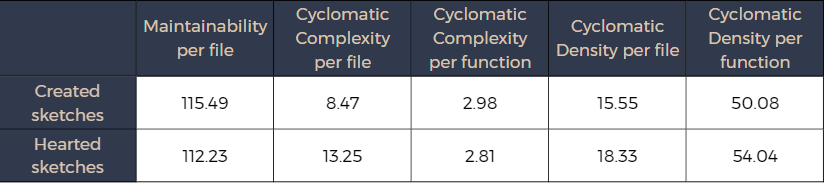 Maintainability per file
Cyclomatic Complexity per file
Cyclomatic Complexity per function
Cyclomatic Density per file
Cyclomatic Density per function
Created sketches
115.49
8.47
2.98
15.55
50.08
Hearted sketches
112.23
13.25
2.81
18.33
54.04